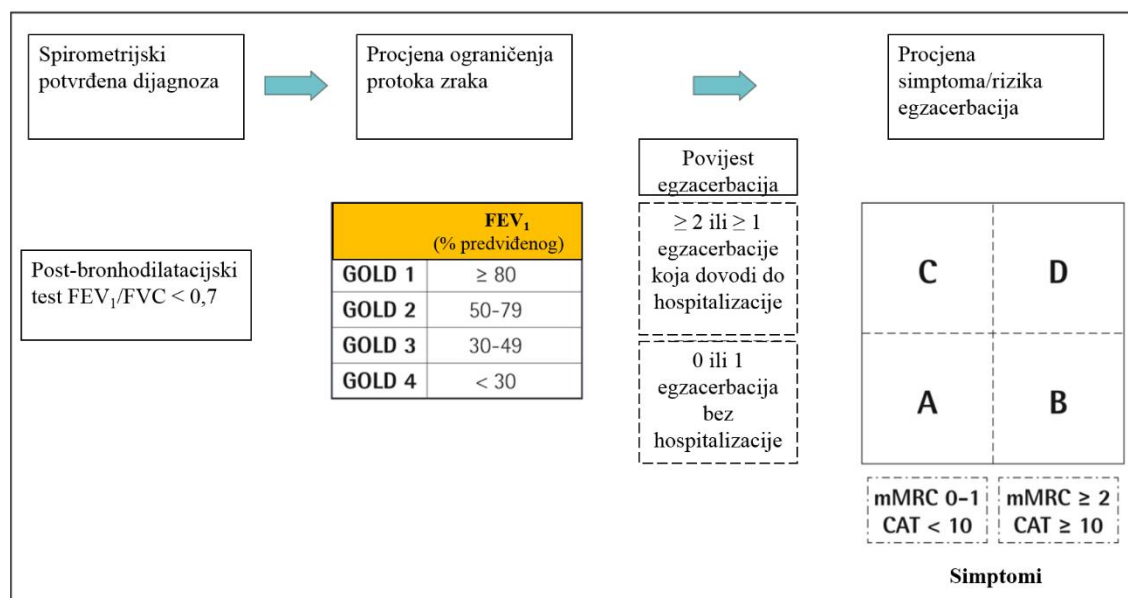 Spirometrijski
potvrđena dijagnoza
Procjena ograničenja
protoka zraka
Procjena
simptoma/rizika
egzacerbacija
Post-bronhodilatacijski
test FEV₁/FVC < 0,7
FEV₁
(% predviđenog)
GOLD 1 ≥ 80
GOLD 2 50-79
GOLD 3 30-49
GOLD 4 < 30
Povijest
egzacerbacija
≥ 2 ili ≥ 1
egzacerbacije
koja dovodi do
hospitalizacije
0 ili 1
egzacerbacija
bez
hospitalizacije
C D
A B
mMRC 0-1
CAT < 10
mMRC ≥ 2
CAT ≥ 10
Simptomi